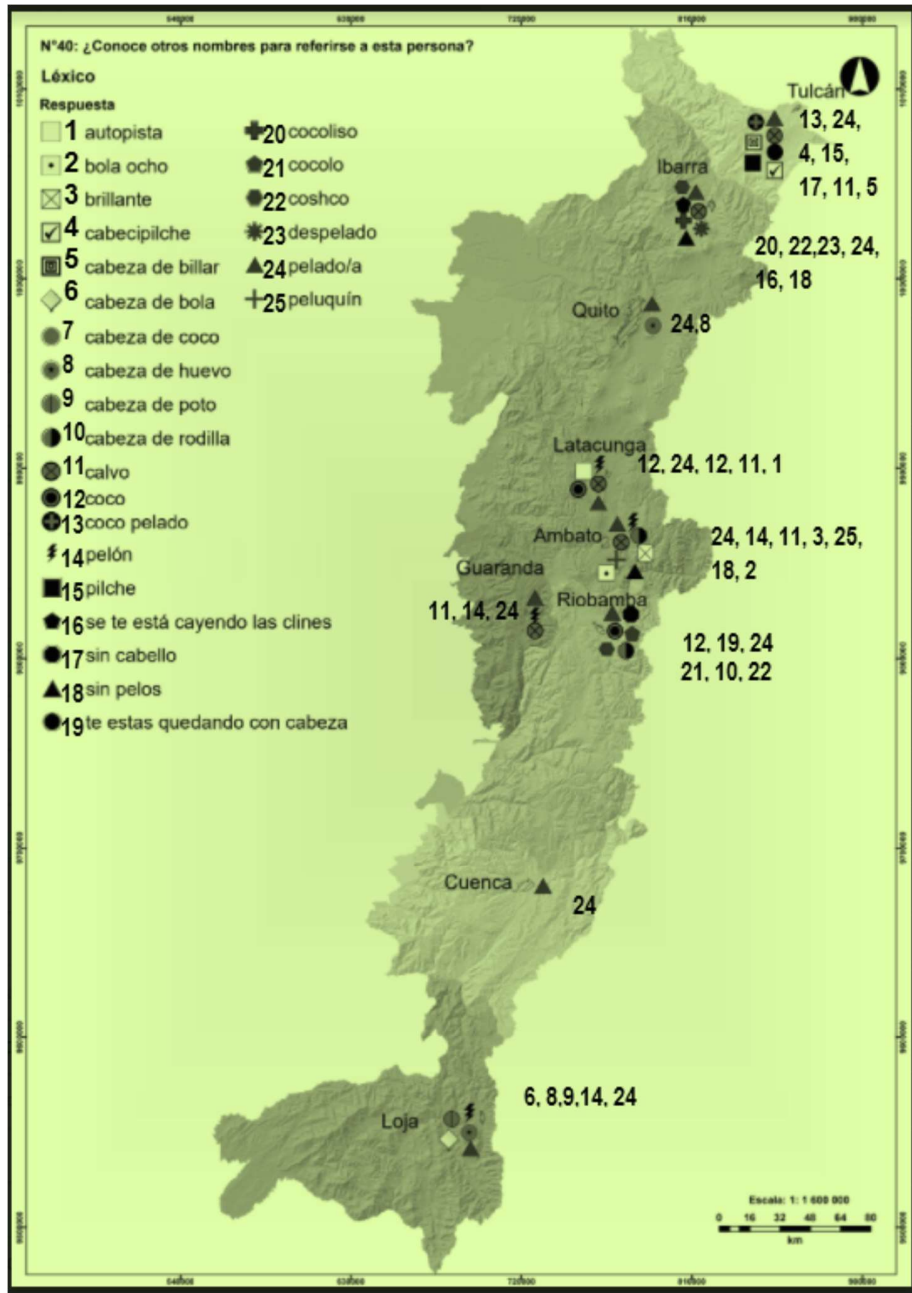 N°40: ¿Conoce otros nombres para referirse a esta persona?
Léxico
Respuesta
1 autopista
2 bola ocho
3 brillante
4 cabecipilche
5 cabeza de billar
6 cabeza de bola
7 cabeza de coco
8 cabeza de huevo
9 cabeza de poto
10 cabeza de rodilla
11 calvo
12 coco
13 coco pelado
14 pelón
15 pilche
16 se te está cayendo las clines
17 sin cabello
18 sin pelos
19 te estas quedando con cabeza
20 cocoliso
21 cocolo
22 coshco
23 despelado
24 pelado/a
25 peluquín
Tulcán
13, 24,
4, 15,
17, 11, 5
Ibarra
20, 22,23, 24,
16, 18
Quito
24,8
Latacunga
12, 24, 12, 11, 1
Ambato
24, 14, 11, 3, 25,
18, 2
Guaranda
11, 14, 24
Riobamba
12, 19, 24
21, 10, 22
Cuenca
24
Loja
6, 8,9,14, 24
Escala: 1: 1 600 000
0 16 32 48 64 80
km